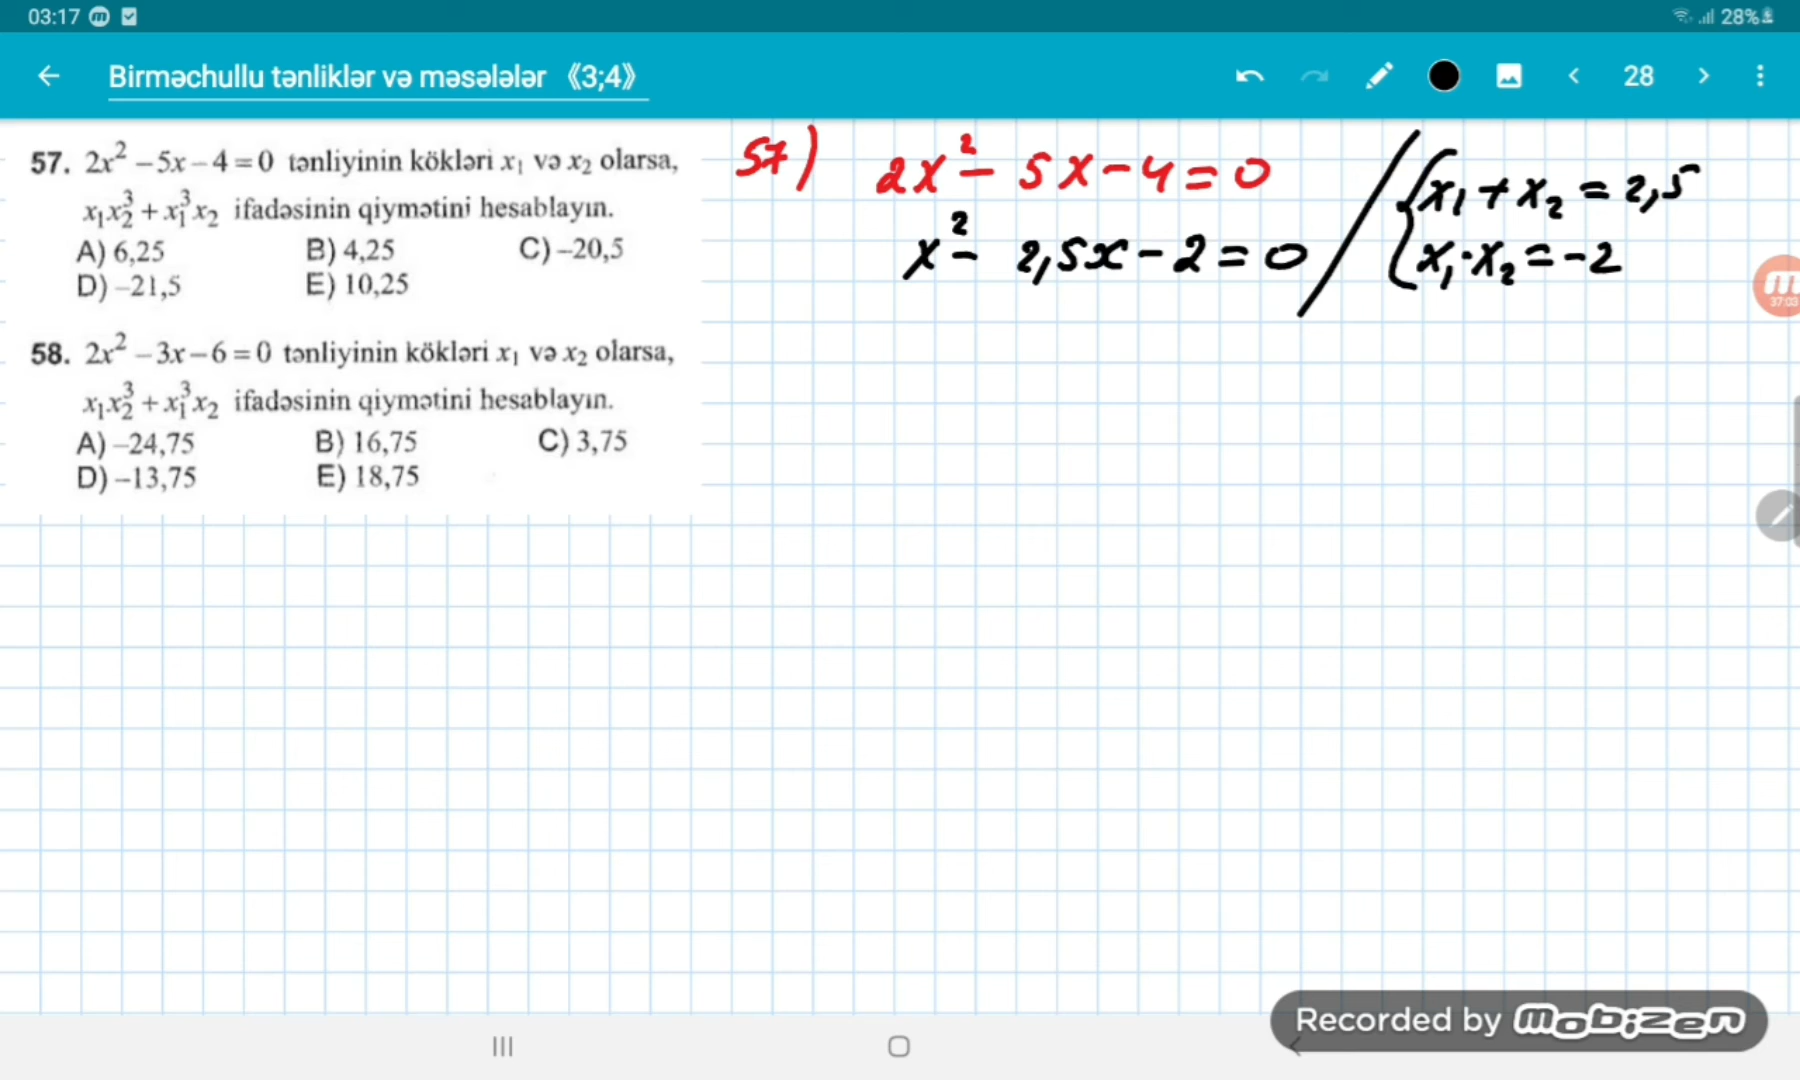 03:17 28%
Birməchullu tənliklər və məsələlər 《3;4》 28
57. 2x² – 5x – 4 = 0 tənliyinin kökləri x₁ və x₂ olarsa,
x₁x₂³ + x₁³x₂ ifadəsinin qiymətini hesablayın.
A) 6,25 B) 4,25 C) –20,5
D) –21,5 E) 10,25
58. 2x² – 3x – 6 = 0 tənliyinin kökləri x₁ və x₂ olarsa,
x₁x₂³ + x₁³x₂ ifadəsinin qiymətini hesablayın.
A) –24,75 B) 16,75 C) 3,75
D) –13,75 E) 18,75
57) 2x² – 5x – 4 = 0
x² – 2,5x – 2 = 0
x₁ + x₂ = 2,5
x₁ · x₂ = –2
37:03
Recorded by mobizen